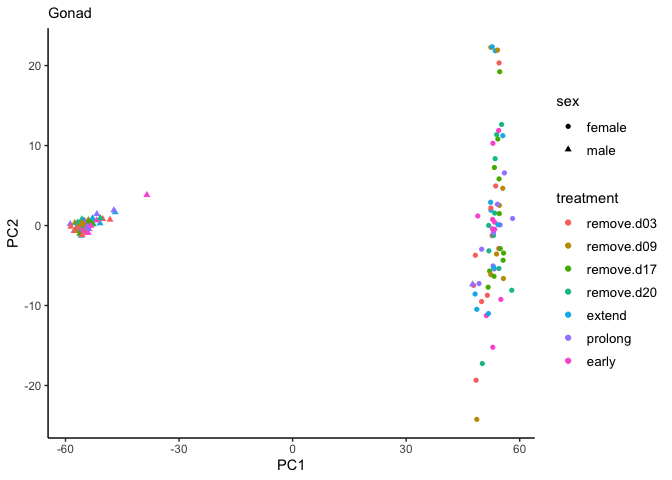 Gonad
PC2
20
10
0
-10
-20
-60
-30
0
30
60
PC1
sex
female
male
treatment
remove.d03
remove.d09
remove.d17
remove.d20
extend
prolong
early